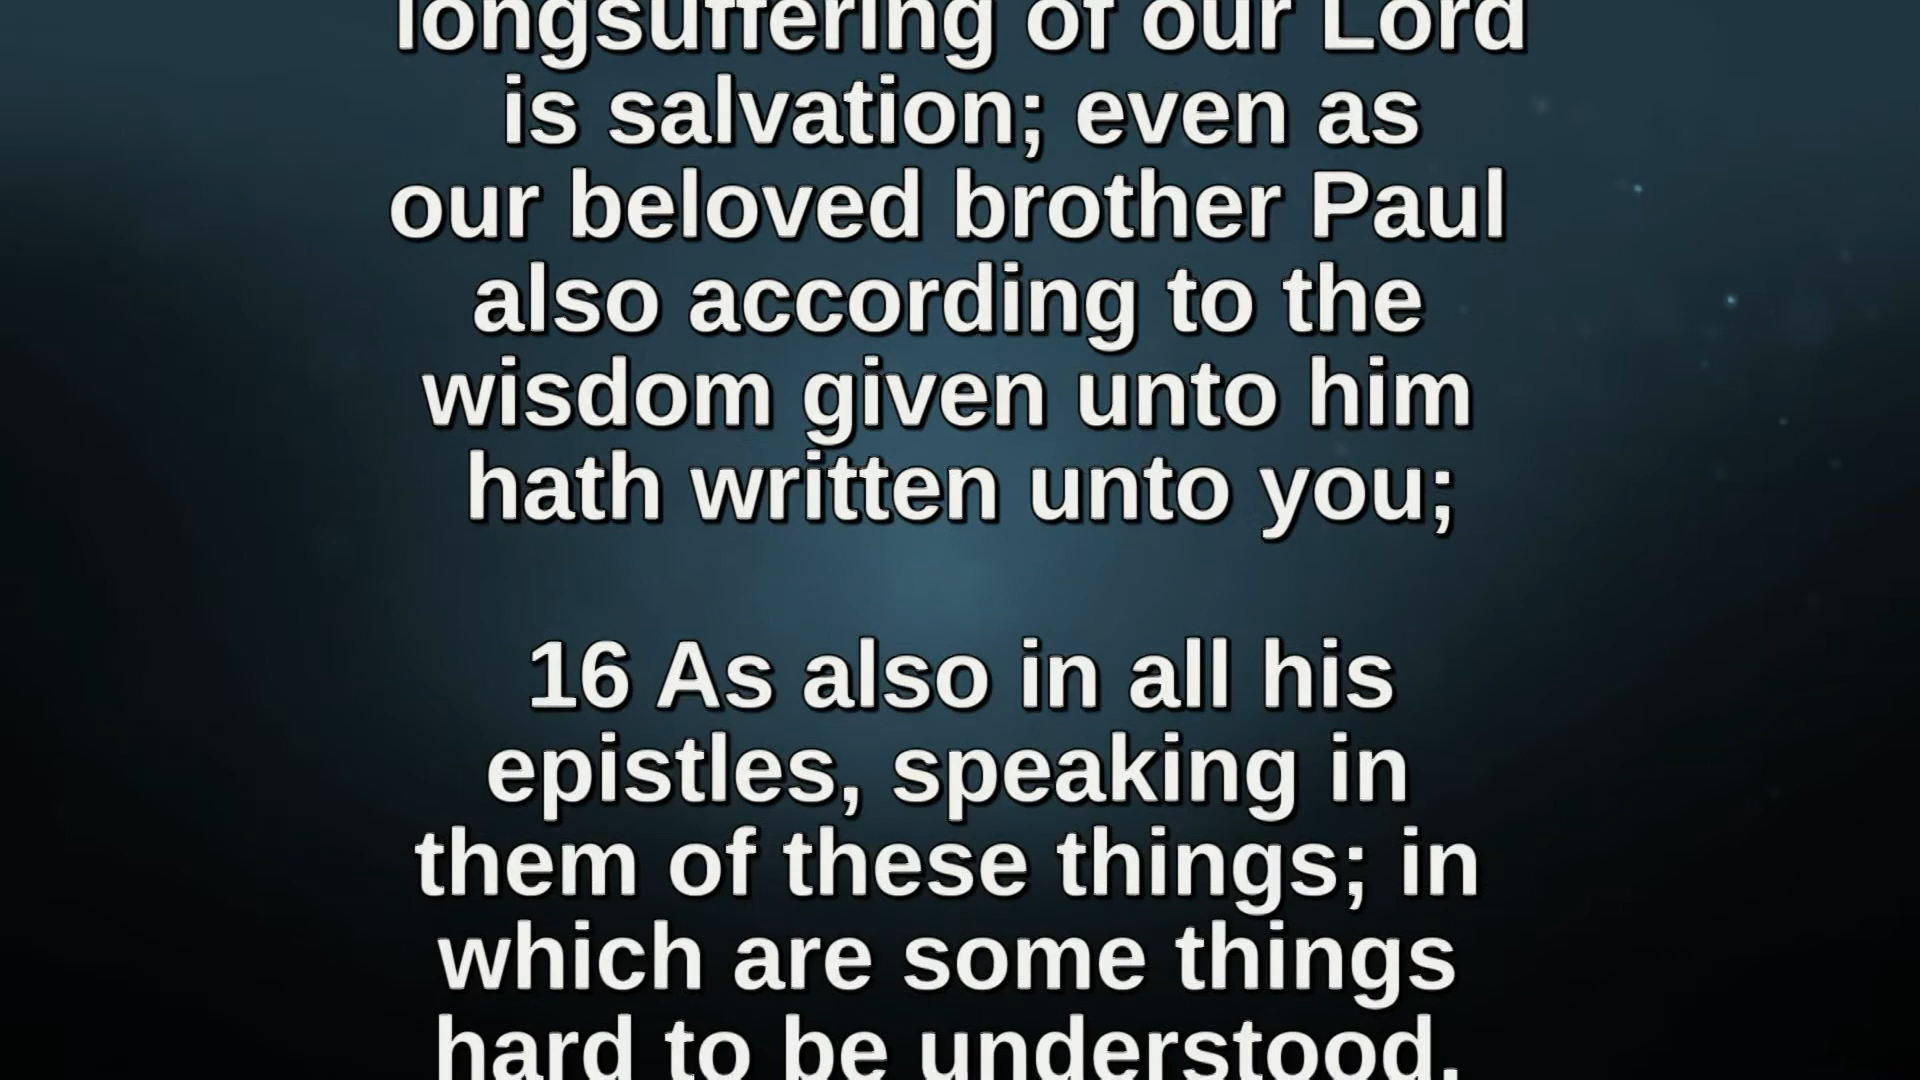 longsuffering of our Lord
is salvation; even as
our beloved brother Paul
also according to the
wisdom given unto him
hath written unto you;
16 As also in all his
epistles, speaking in
them of these things; in
which are some things
hard to be understood,